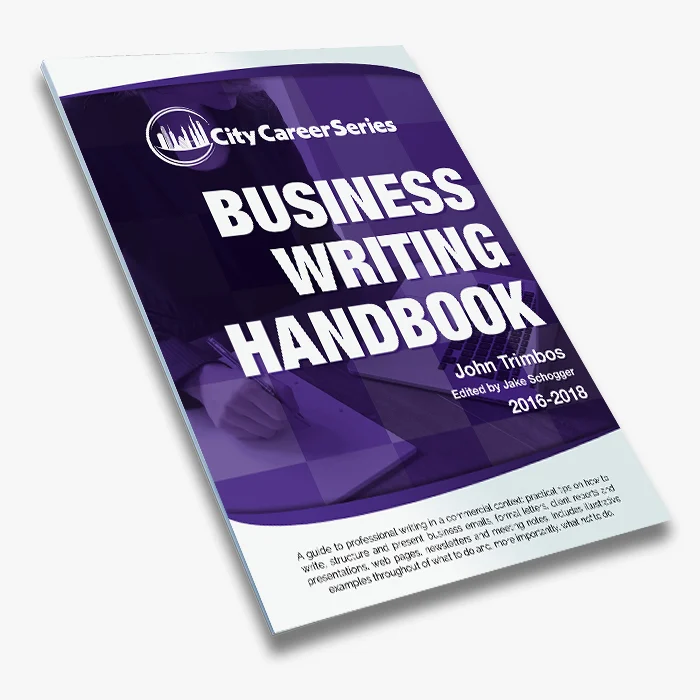 City Career Series
BUSINESS
WRITING
HANDBOOK
John Trimbos
Edited by Jake Schogger
2016-2018
A guide to professional writing in a commercial context: practical tips on how to
write, structure and present business emails, formal letters, client reports and
presentations, web pages, newsletters and meeting notes. Includes illustrative
examples throughout of what to do and, more importantly, what not to do.